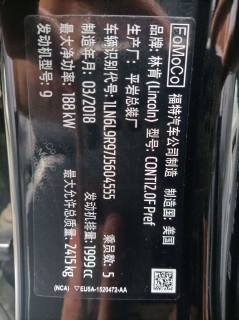 FoMoCo 福特汽车公司制造 制造国: 美国
品牌: 林肯(Lincoln) 型号: CONTI2.0F Pref
生产厂: 平岩总装厂
车辆识别代号: 1LNBL9G97J5604555
制造年月: 03/2018 乘员数: 5
最大净功率: 188 kW 发动机排量: 1999 cc
发动机型号: 9 最大允许总质量: 2415kg
(NCA) ▽EU5A-1520472-AA